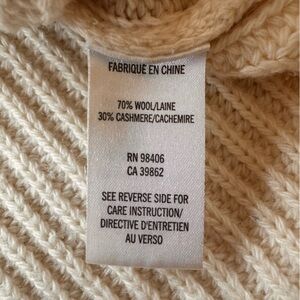 FABRIQUÉ EN CHINE
70% WOOL/LAINE
30% CASHMERE/CACHEMIRE
RN 98406
CA 39862
SEE REVERSE SIDE FOR
CARE INSTRUCTION/
DIRECTIVE D'ENTRETIEN
AU VERSO